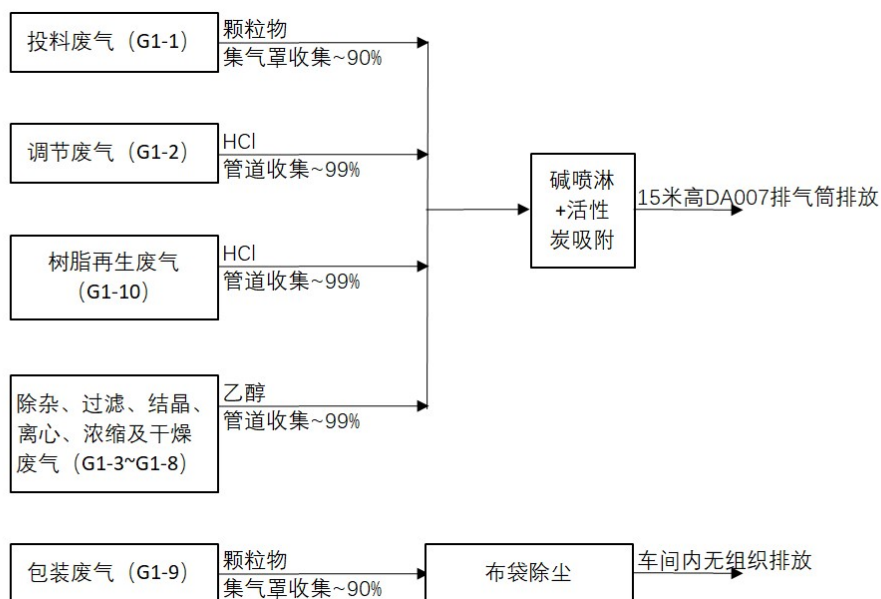 投料废气（G1-1）
颗粒物
集气罩收集~90%
调节废气（G1-2）
HCl
管道收集~99%
树脂再生废气
（G1-10）
HCl
管道收集~99%
除杂、过滤、结晶、
离心、浓缩及干燥
废气（G1-3~G1-8）
乙醇
管道收集~99%
碱喷淋
+活性
炭吸附
15米高DA007排气筒排放
包装废气（G1-9）
颗粒物
集气罩收集~90%
布袋除尘
车间内无组织排放